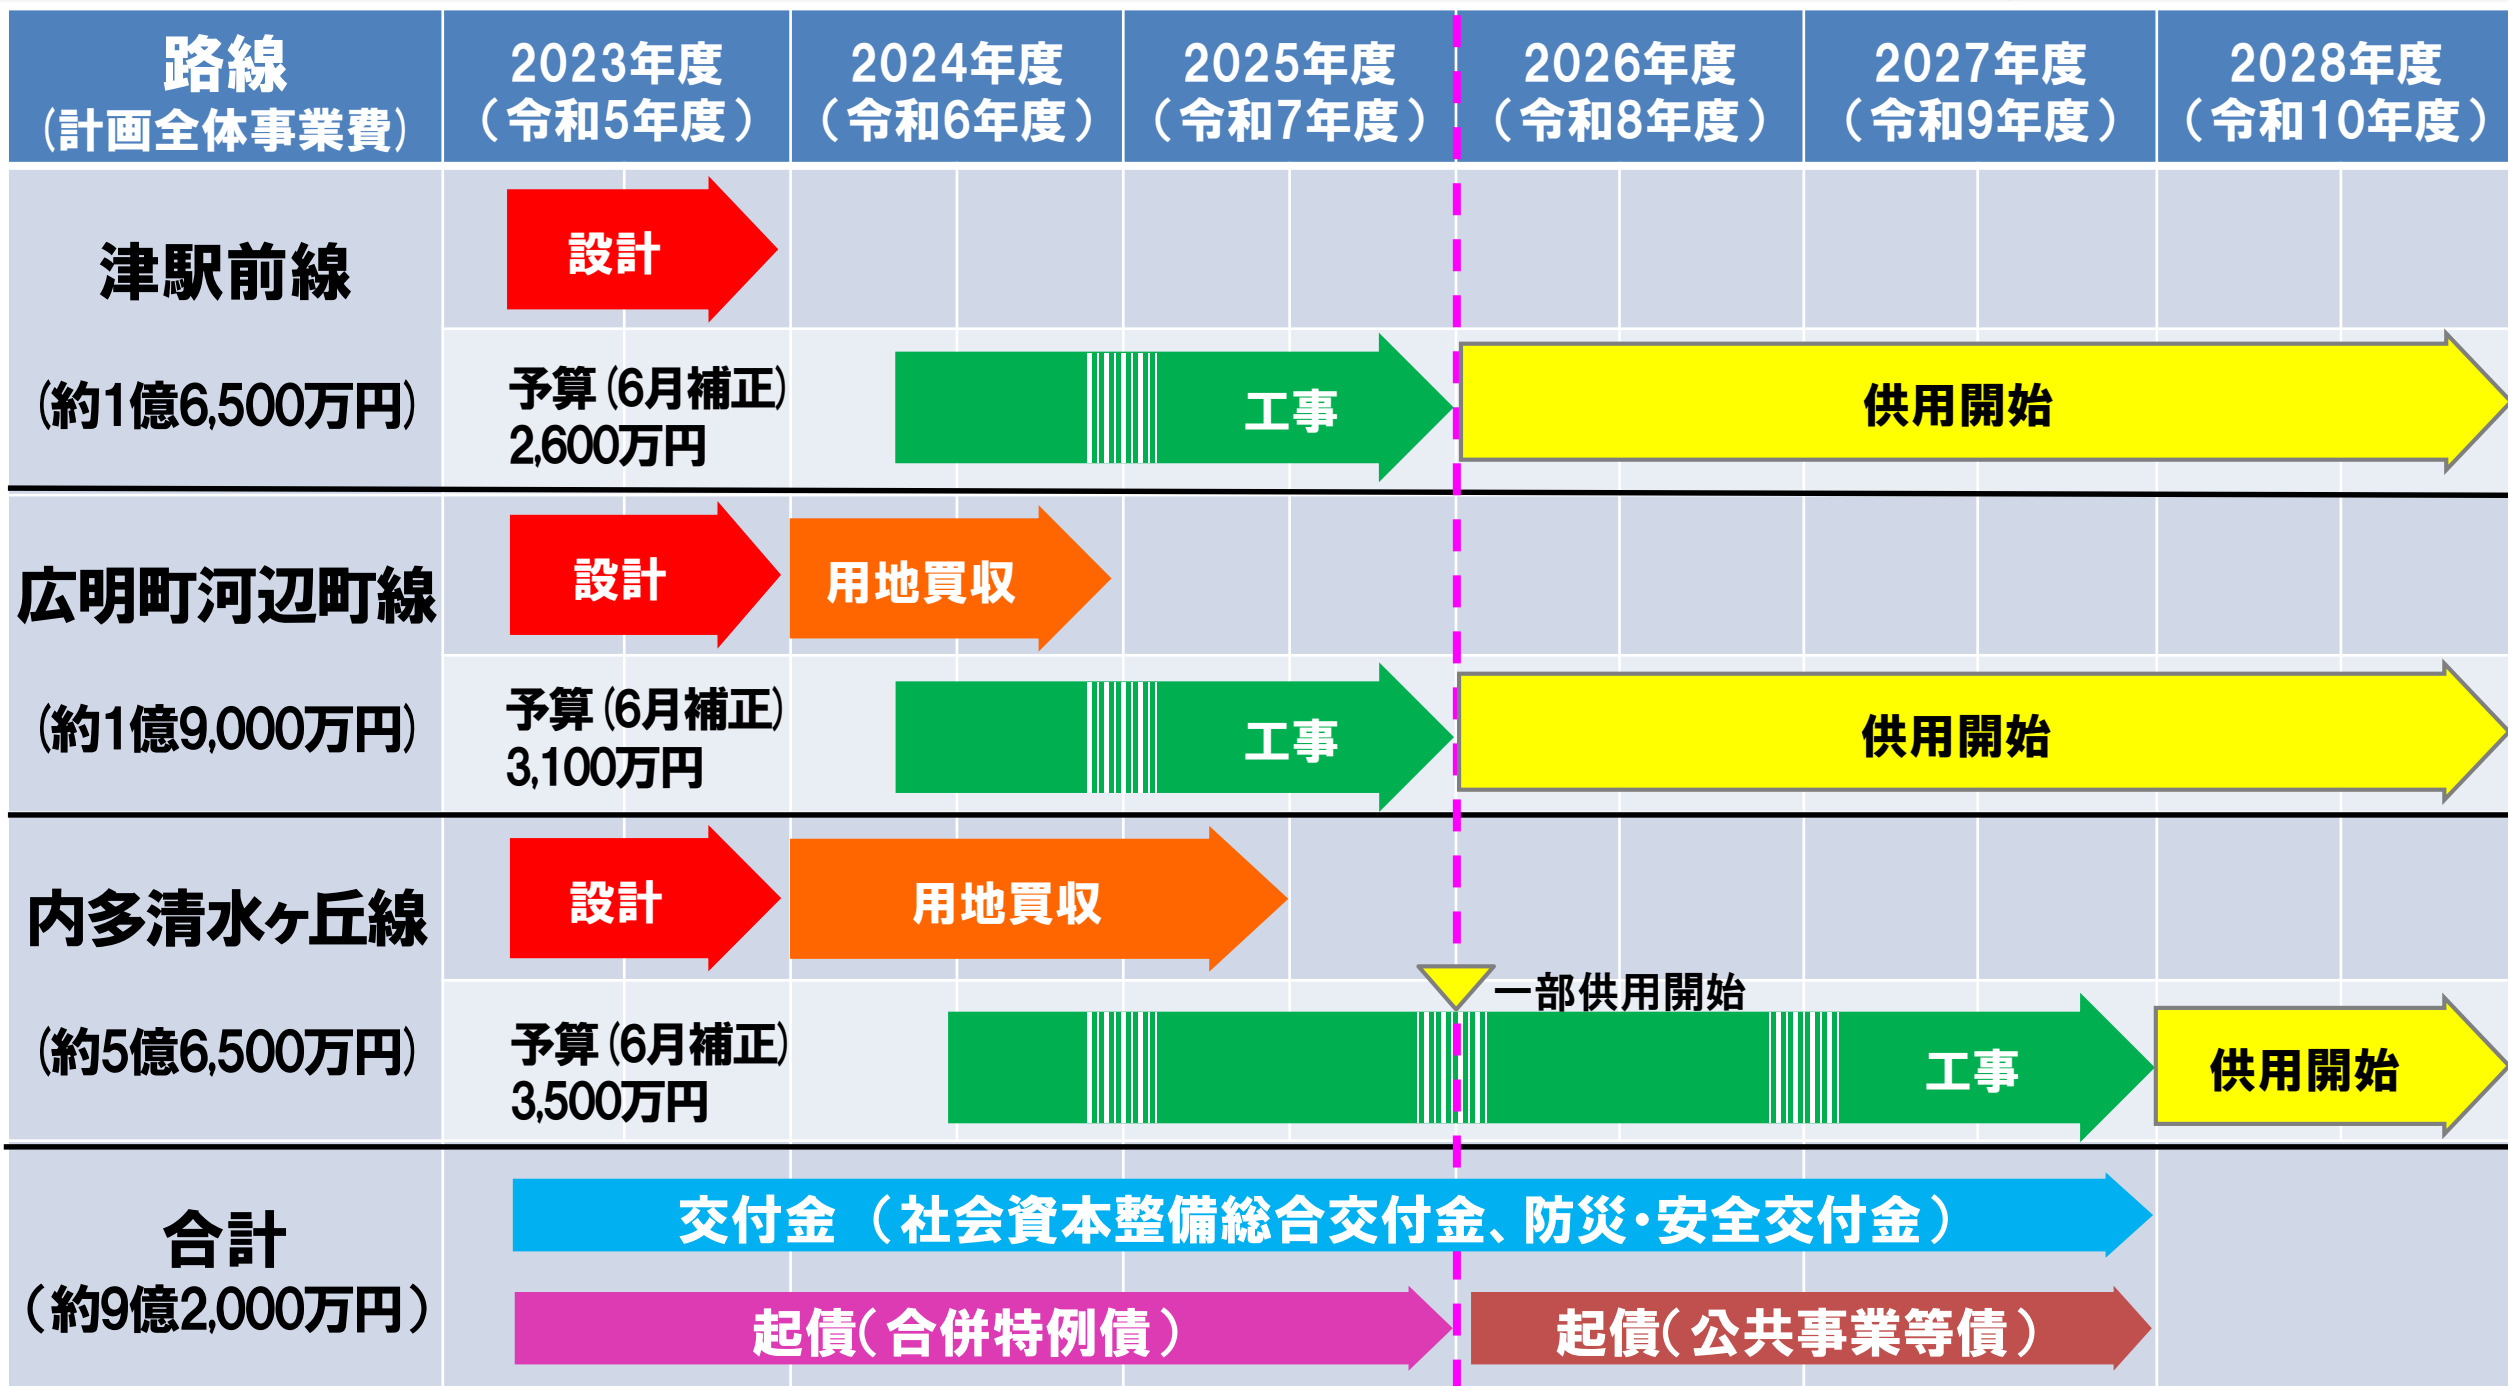 路線
(計画全体事業費)
2023年度
(令和5年度)
2024年度
(令和6年度)
2025年度
(令和7年度)
2026年度
(令和8年度)
2027年度
(令和9年度)
2028年度
(令和10年度)
津駅前線
(約1億6,500万円)
設計
予算(6月補正)
2,600万円
工事
供用開始
広明町河辺町線
(約1億9,000万円)
設計
用地買収
予算(6月補正)
3,100万円
工事
供用開始
内多清水ヶ丘線
(約5億6,500万円)
設計
用地買収
一部供用開始
予算(6月補正)
3,500万円
工事
供用開始
合計
(約9億2,000万円)
交付金(社会資本整備総合交付金、防災・安全交付金)
起債(合併特例債)
起債(公共事業等債)